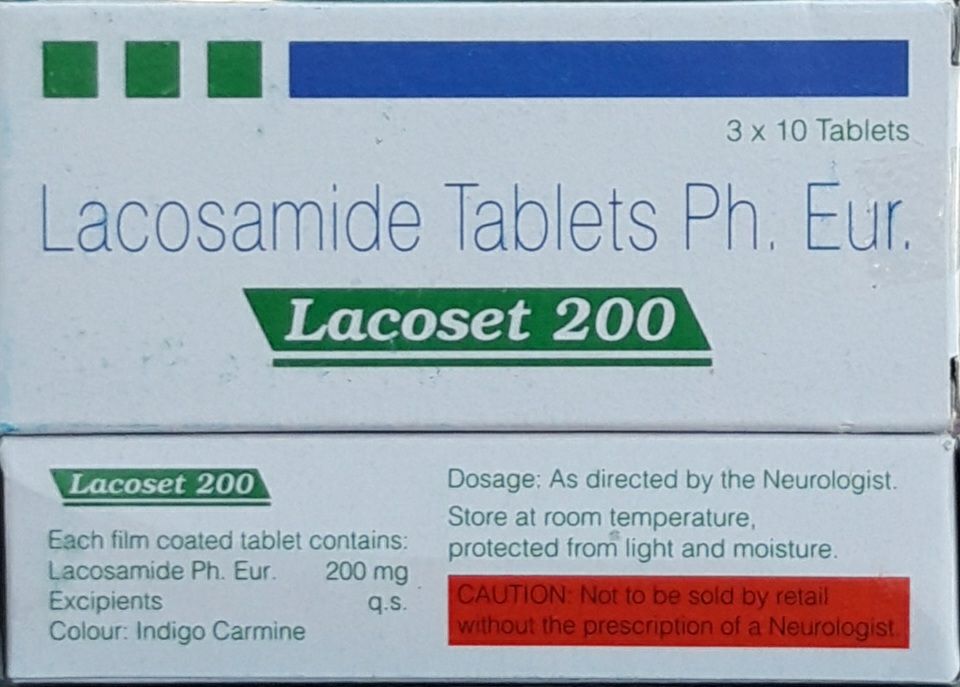 3 x 10 Tablets
Lacosamide Tablets Ph. Eur.
Lacoset 200
Lacoset 200
Each film coated tablet contains:
Lacosamide Ph. Eur. 200 mg
Excipients q.s.
Colour: Indigo Carmine
Dosage: As directed by the Neurologist.
Store at room temperature,
protected from light and moisture.
CAUTION: Not to be sold by retail
without the prescription of a Neurologist.